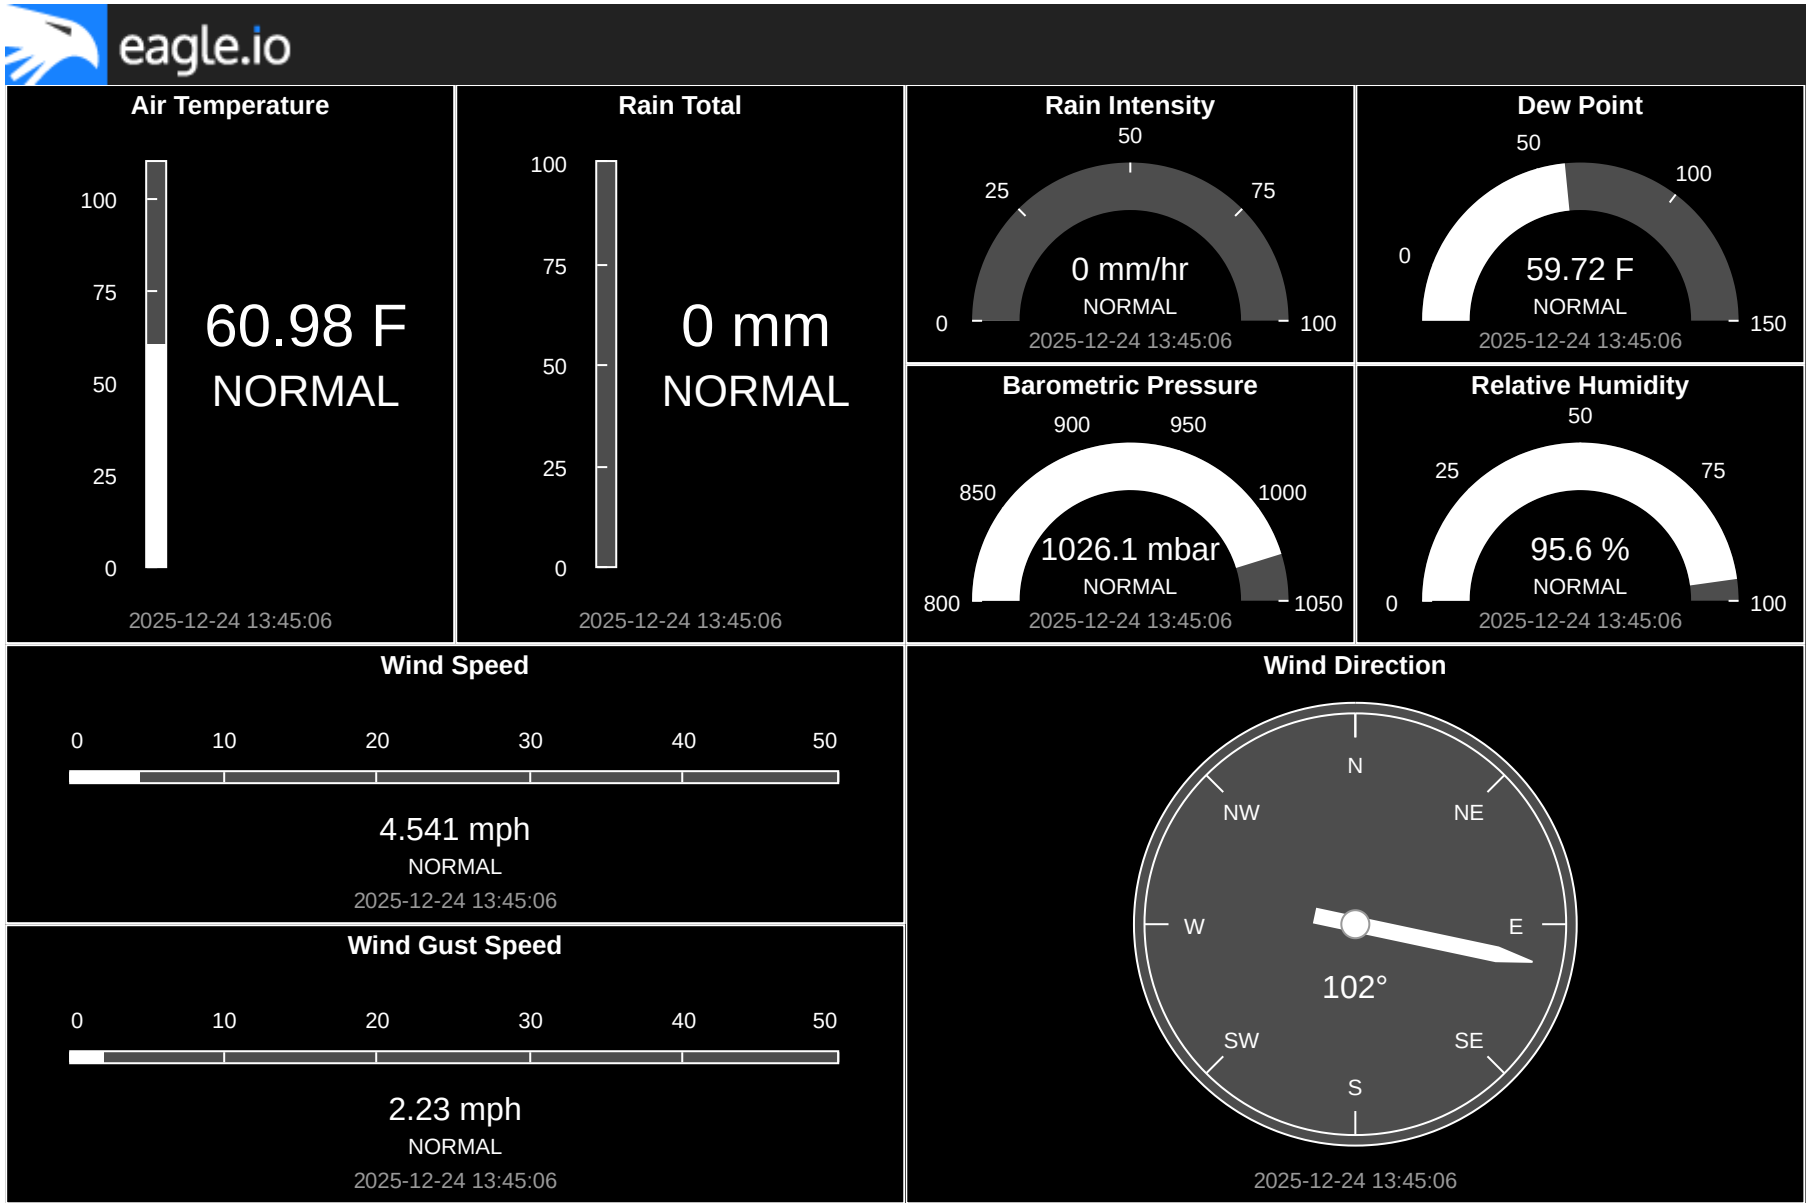 eagle.io
Air Temperature
100
75
50
25
0
60.98 F
NORMAL
2025-12-24 13:45:06
Rain Total
100
75
50
25
0
0 mm
NORMAL
2025-12-24 13:45:06
Rain Intensity
50
25
75
0
100
0 mm/hr
NORMAL
2025-12-24 13:45:06
Dew Point
50
100
0
150
59.72 F
NORMAL
2025-12-24 13:45:06
Barometric Pressure
900
950
850
1000
800
1050
1026.1 mbar
NORMAL
2025-12-24 13:45:06
Relative Humidity
50
25
75
0
100
95.6 %
NORMAL
2025-12-24 13:45:06
Wind Speed
0 10 20 30 40 50
4.541 mph
NORMAL
2025-12-24 13:45:06
Wind Gust Speed
0 10 20 30 40 50
2.23 mph
NORMAL
2025-12-24 13:45:06
Wind Direction
N
NW
NE
W
E
102°
SW
SE
S
2025-12-24 13:45:06